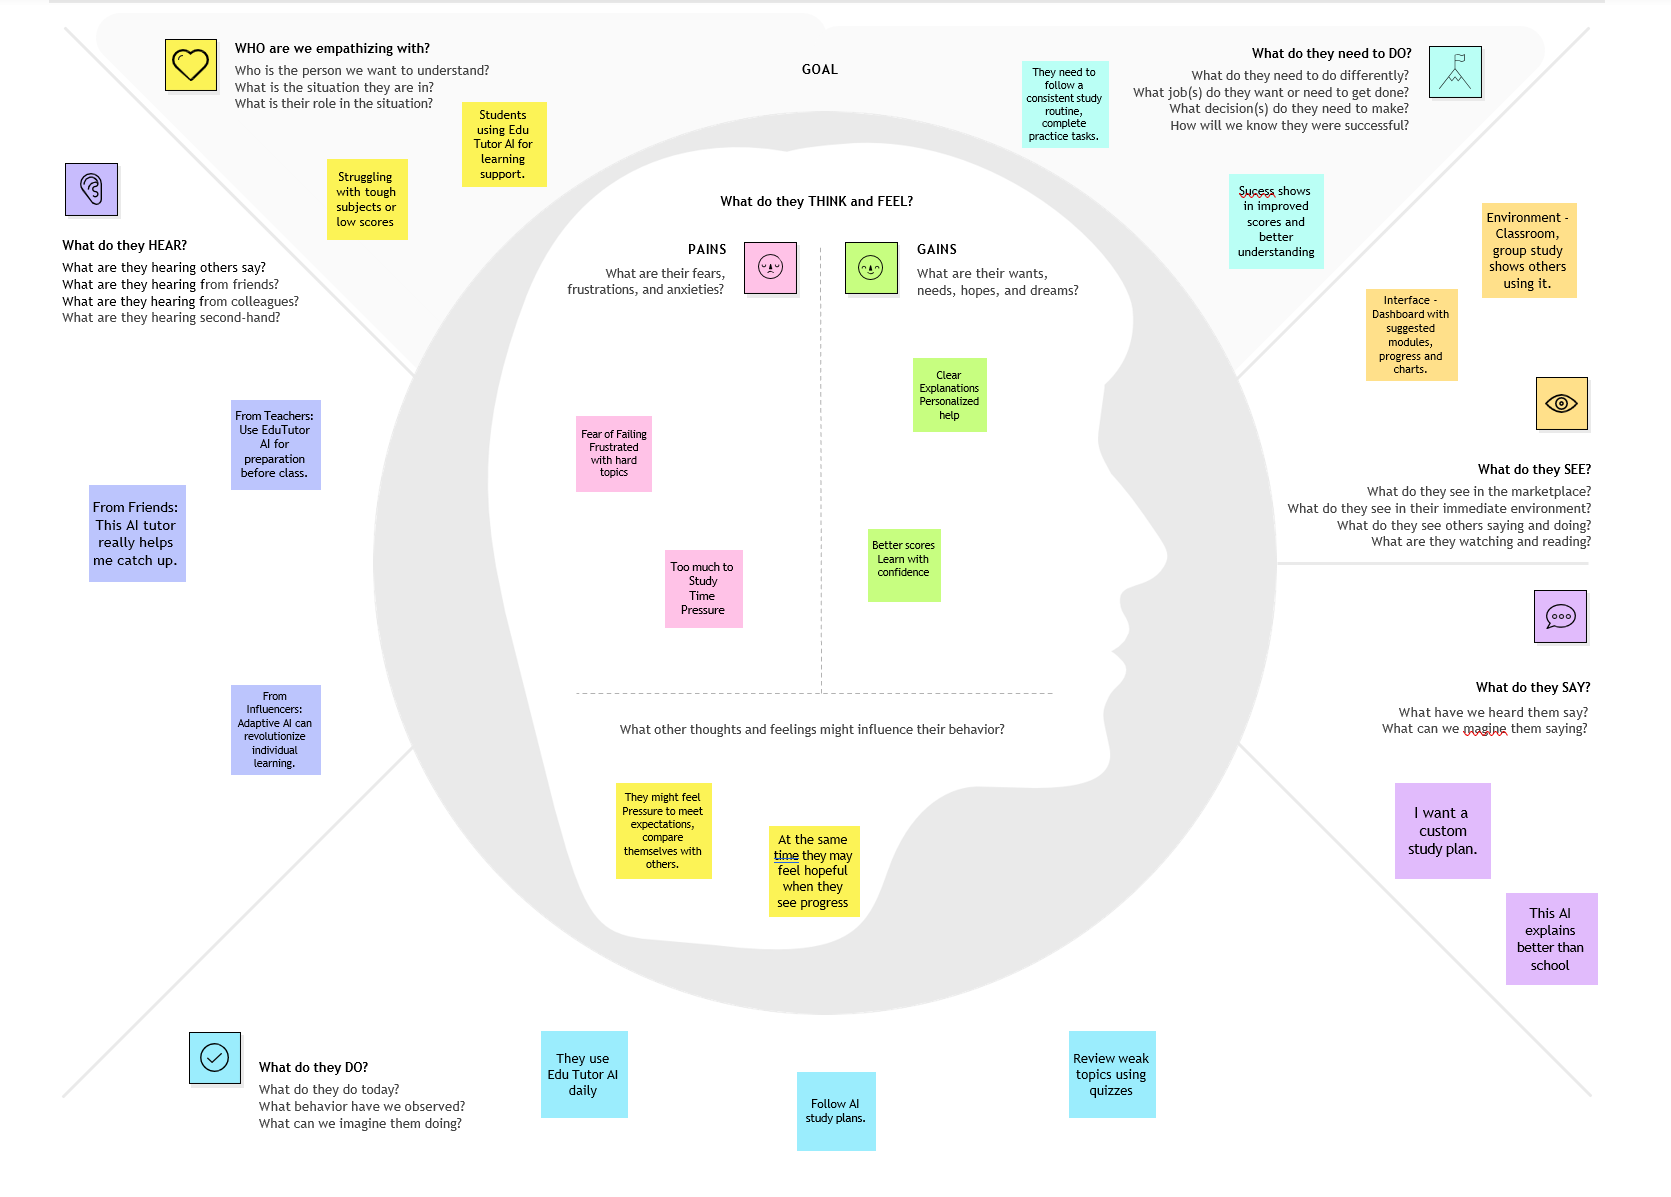 WHO are we empathizing with?
Who is the person we want to understand?
What is the situation they are in?
What is their role in the situation?
Students
using Edu
Tutor AI for
learning
support.
Struggling
with tough
subjects or
low scores
GOAL
They need to
follow a
consistent study
routine,
complete
practice tasks.
What do they need to DO?
What do they need to do differently?
What job(s) do they want or need to get done?
What decision(s) do they need to make?
How will we know they were successful?
Sucess shows
in improved
scores and
better
understanding
What do they HEAR?
What are they hearing others say?
What are they hearing from friends?
What are they hearing from colleagues?
What are they hearing second-hand?
From Teachers:
Use EduTutor
AI for
preparation
before class.
From Friends:
This AI tutor
really helps
me catch up.
From
Influencers:
Adaptive AI can
revolutionize
individual
learning.
What do they THINK and FEEL?
PAINS
What are their fears,
frustrations, and anxieties?
GAINS
What are their wants,
needs, hopes, and dreams?
Fear of Failing
Frustrated
with hard
topics
Too much to
Study
Time
Pressure
Clear
Explanations
Personalized
help
Better scores
Learn with
confidence
What other thoughts and feelings might influence their behavior?
They might feel
Pressure to meet
expectations,
compare
themselves with
others.
At the same
time they may
feel hopeful
when they
see progress
Environment -
Classroom,
group study
shows others
using it.
Interface -
Dashboard with
suggested
modules,
progress and
charts.
What do they SEE?
What do they see in the marketplace?
What do they see in their immediate environment?
What do they see others saying and doing?
What are they watching and reading?
What do they SAY?
What have we heard them say?
What can we magine them saying?
I want a
custom
study plan.
This AI
explains
better than
school
What do they DO?
What do they do today?
What behavior have we observed?
What can we imagine them doing?
They use
Edu Tutor AI
daily
Follow AI
study plans.
Review weak
topics using
quizzes